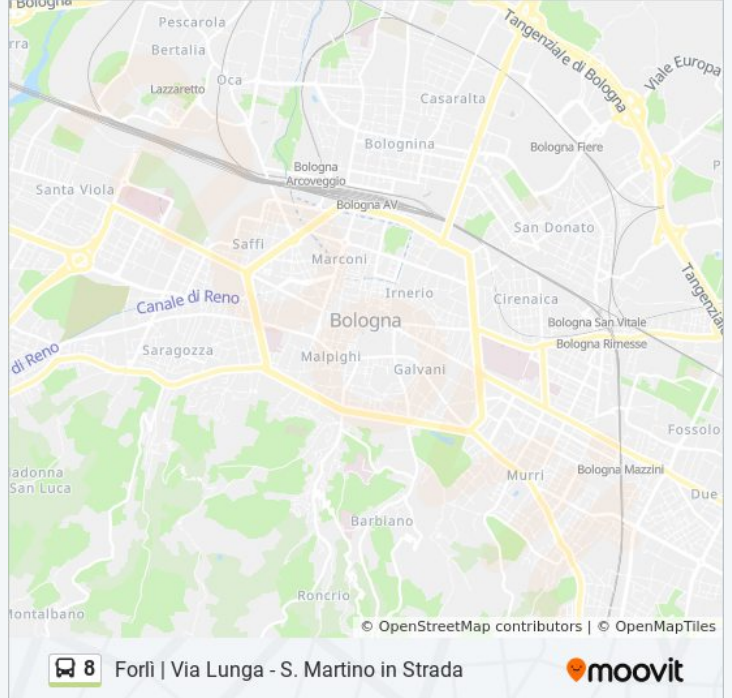 l Bologna
Pescarola
Tangenziale di Bologna
rra
Bertalia
Viale Europa
Oca
Lazzaretto
Casaralta
Bolognina
Bologna Fiere
Bologna
Arcoveggio
P
Santa Viola
Bologna AV
San Donato
Saffi
Marconi
Tangenziale
Canale di Reno
Irnerio
Cirenaica
Bologna
Bologna San Vitale
Bologna Rimesse
di Reno
Saragozza
Malpighi
Galvani
Fossolo
adonna
San Luca
Murri
Bologna Mazzini
Due
Barbiano
Roncrio
Montalbano
© OpenStreetMap contributors | © OpenMapTiles
8 Forlì | Via Lunga - S. Martino in Strada
moovit